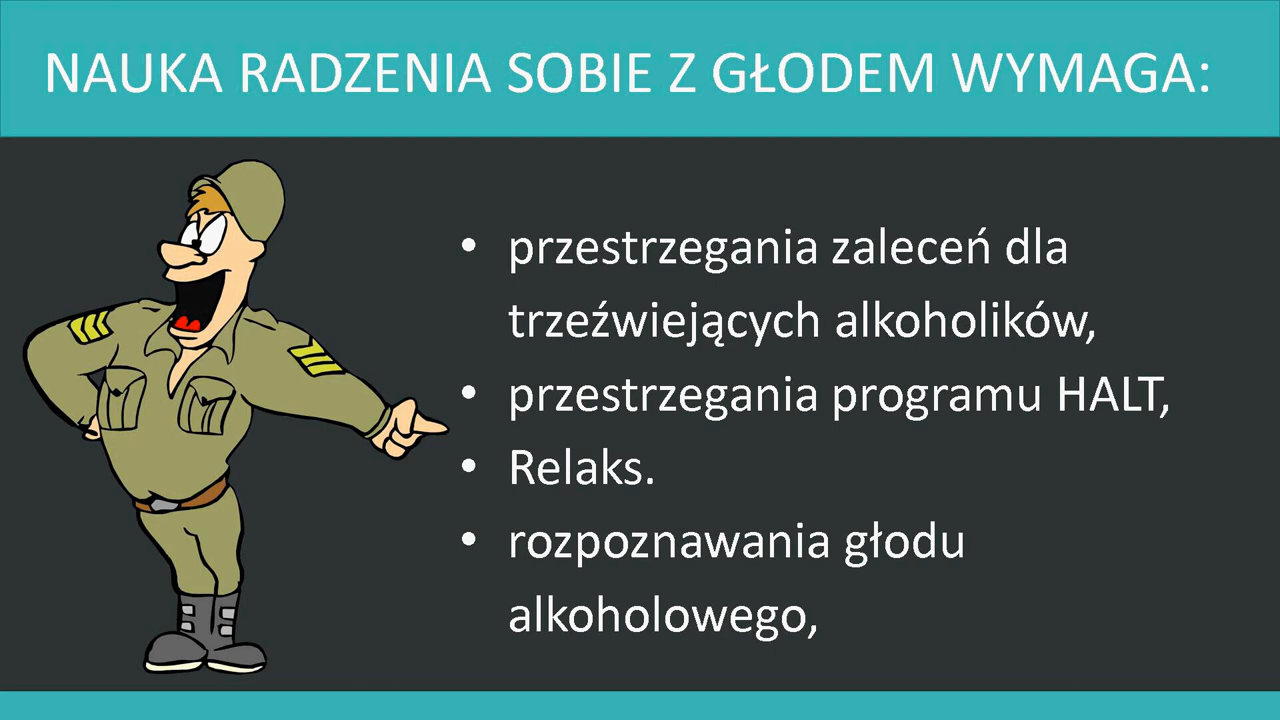 NAUKA RADZENIA SOBIE Z GŁODEM WYMAGA:
• przestrzegania zaleceń dla
trzeźwiejących alkoholików,
• przestrzegania programu HALT,
• Relaks.
• rozpoznawania głodu
alkoholowego,